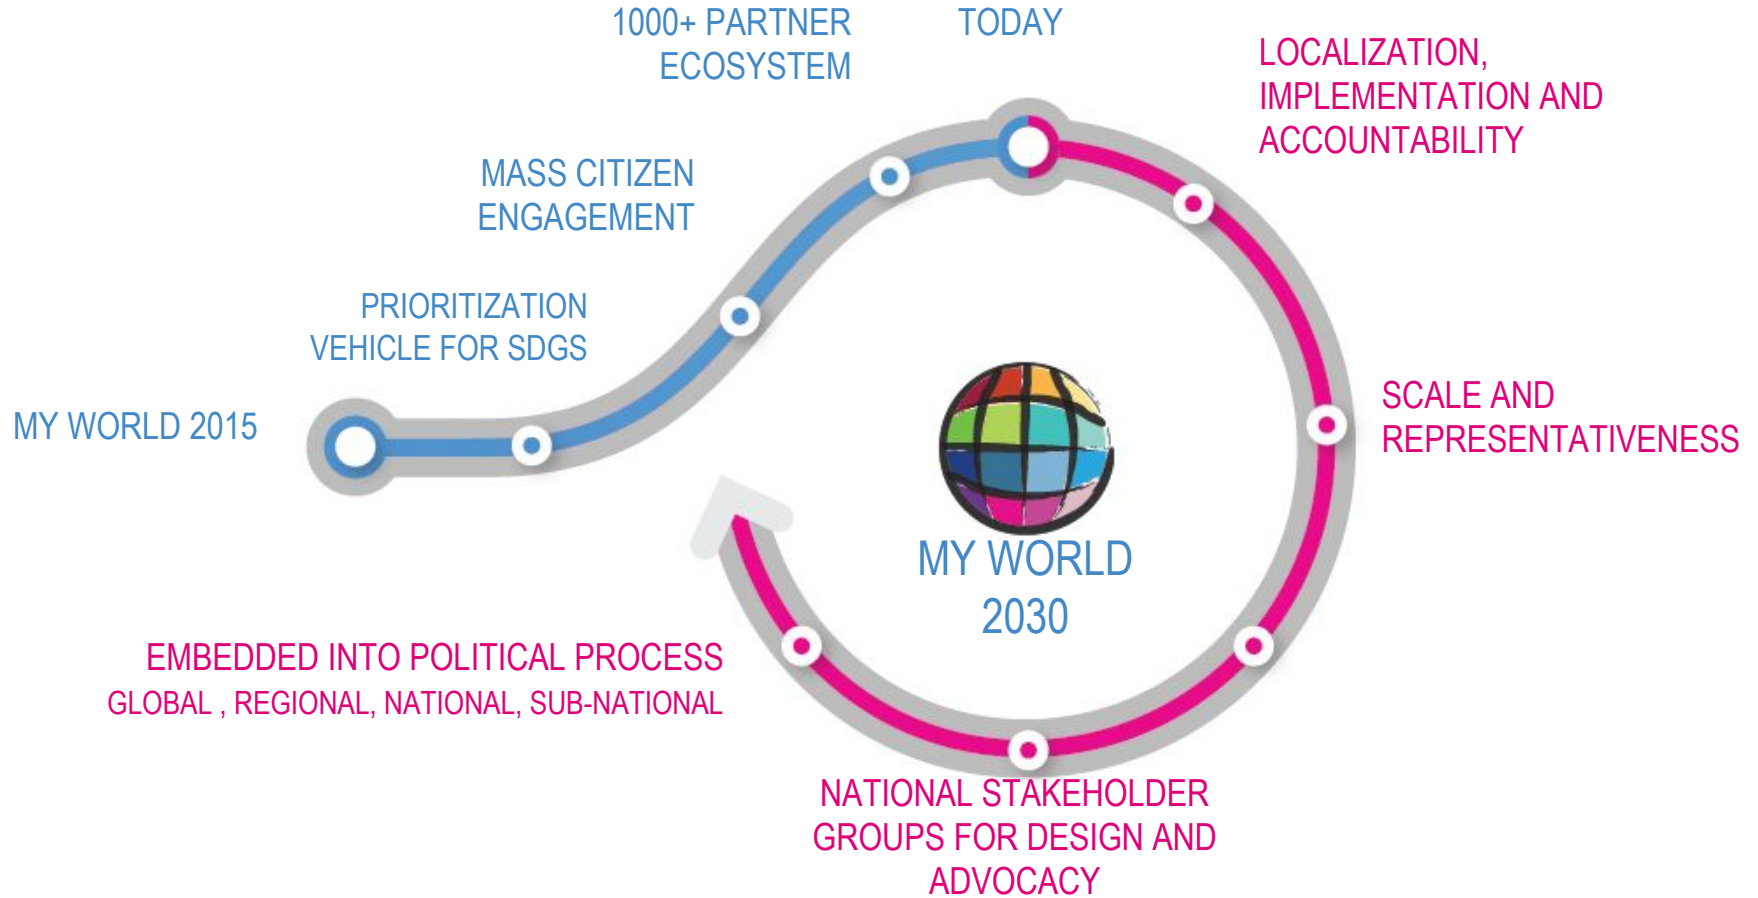 MY WORLD 2015
PRIORITIZATION
VEHICLE FOR SDGS
MASS CITIZEN
ENGAGEMENT
1000+ PARTNER
ECOSYSTEM
TODAY
LOCALIZATION,
IMPLEMENTATION AND
ACCOUNTABILITY
SCALE AND
REPRESENTATIVENESS
NATIONAL STAKEHOLDER
GROUPS FOR DESIGN AND
ADVOCACY
EMBEDDED INTO POLITICAL PROCESS
GLOBAL , REGIONAL, NATIONAL, SUB-NATIONAL
MY WORLD
2030